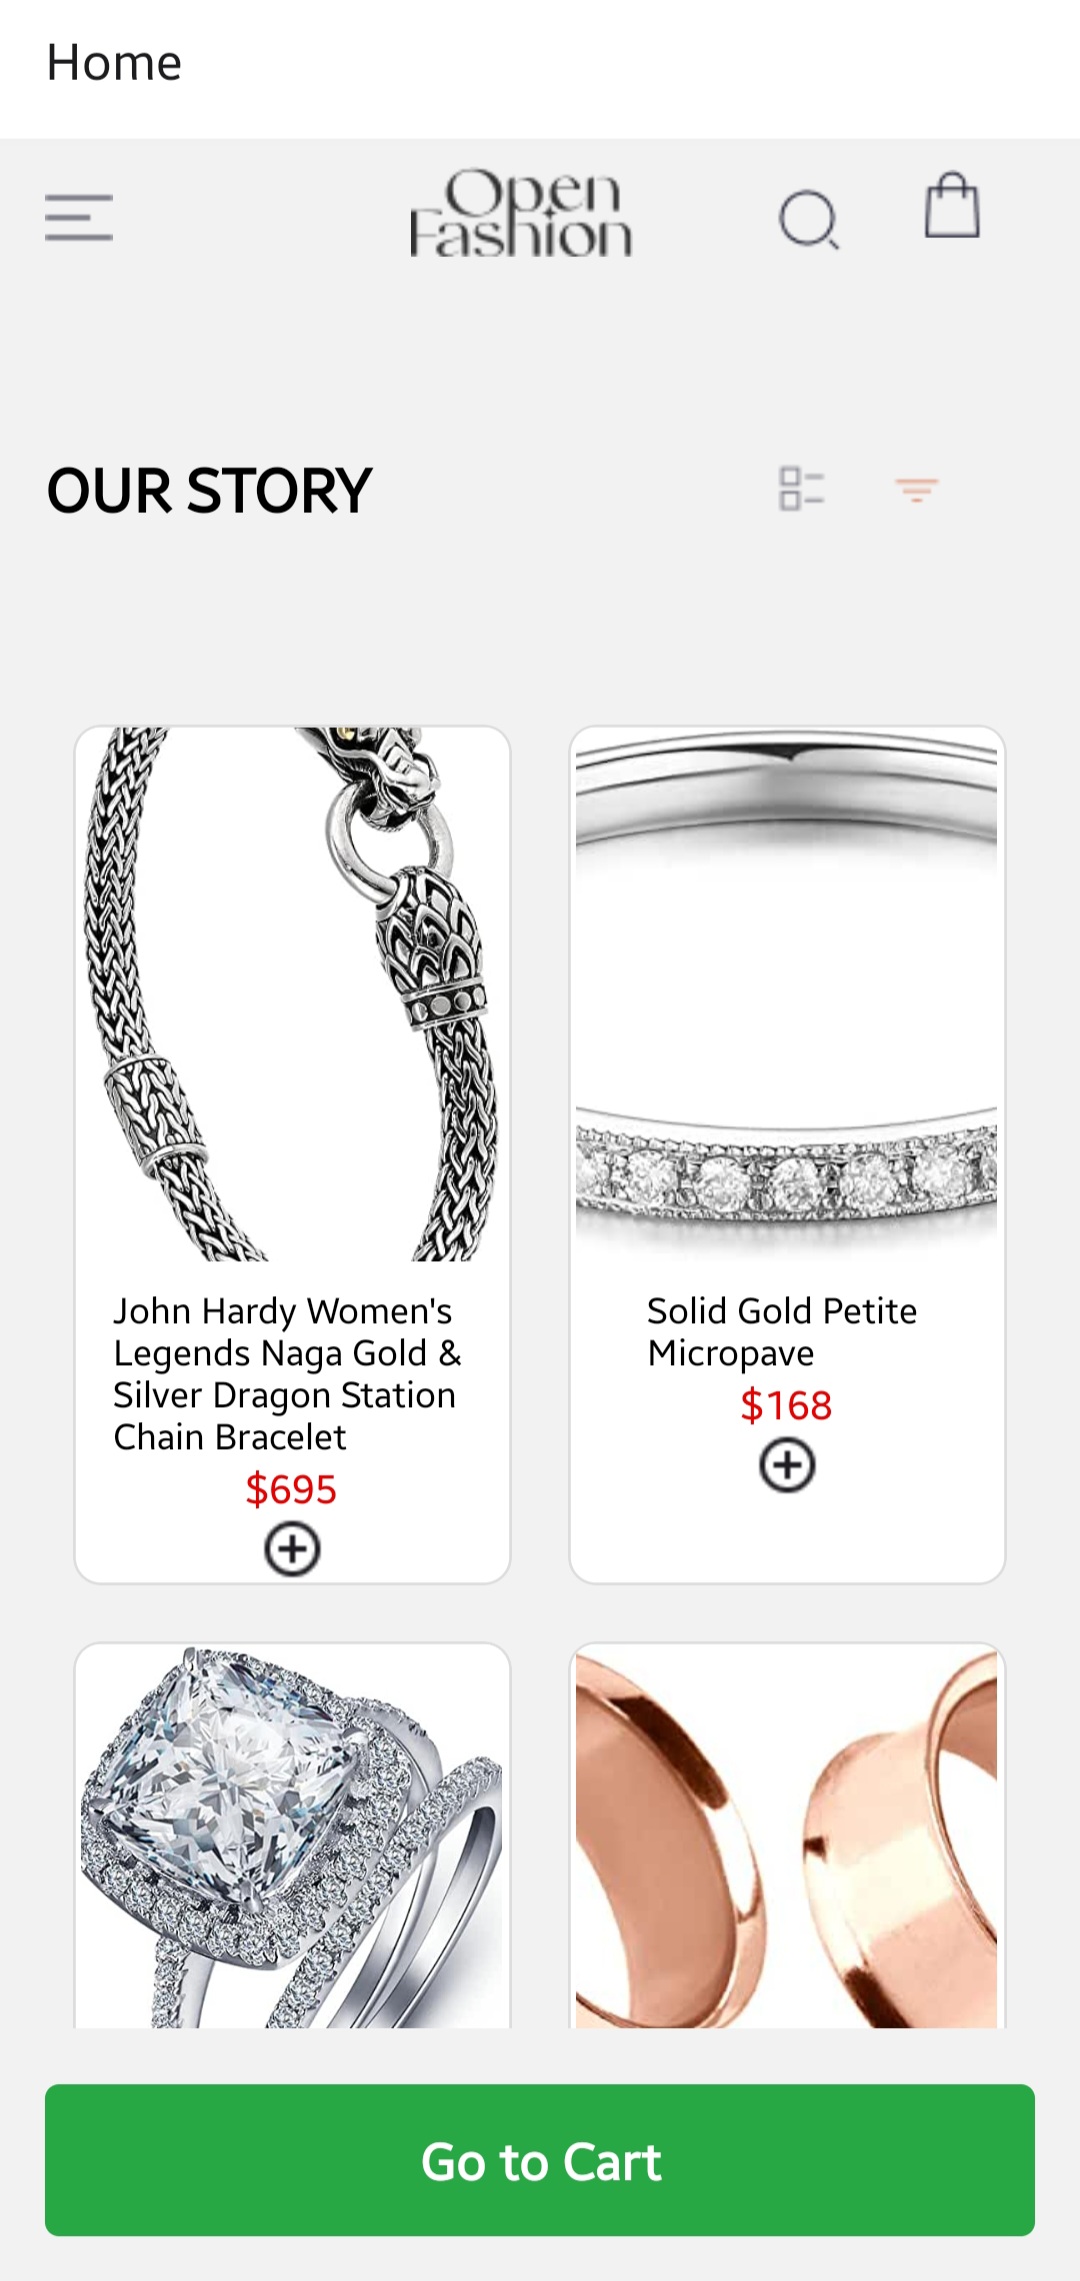 Home
Open
Fashion
OUR STORY
John Hardy Women's
Legends Naga Gold &
Silver Dragon Station
Chain Bracelet
$695
Solid Gold Petite
Micropave
$168
Go to Cart